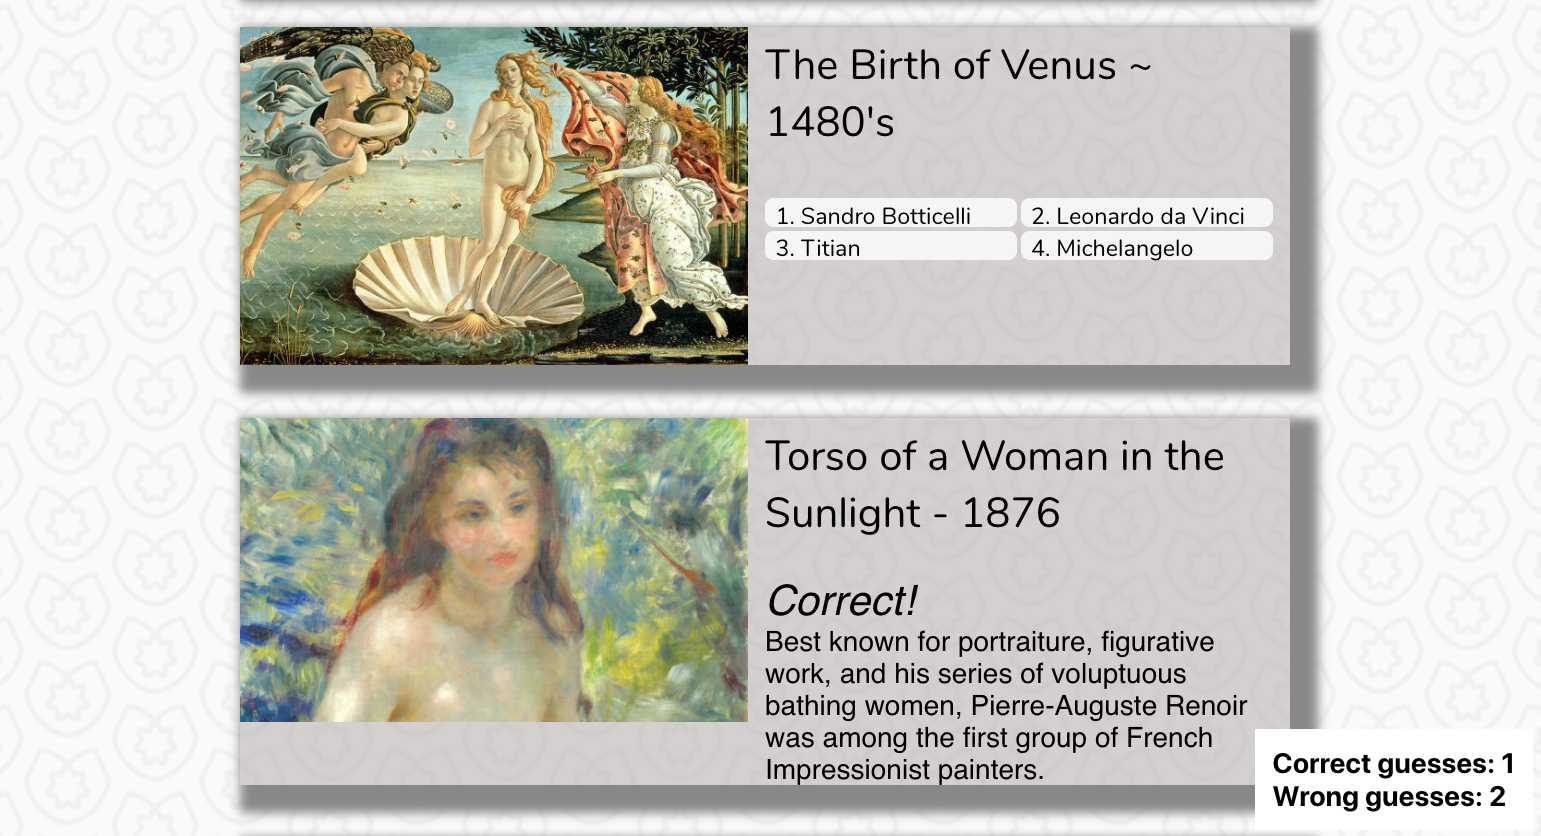 The Birth of Venus ~
1480's
1. Sandro Botticelli
2. Leonardo da Vinci
3. Titian
4. Michelangelo
Torso of a Woman in the
Sunlight - 1876
Correct!
Best known for portraiture, figurative
work, and his series of voluptuous
bathing women, Pierre-Auguste Renoir
was among the first group of French
Impressionist painters.
Correct guesses: 1
Wrong guesses: 2